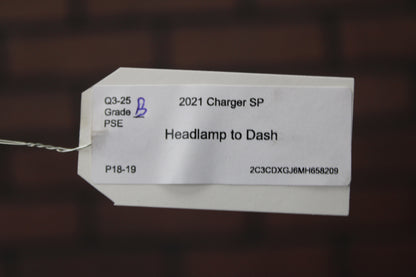 Q3-25 2021 Charger SP
Grade B
PSE
Headlamp to Dash
P18-19 2C3CDXGJ6MH658209